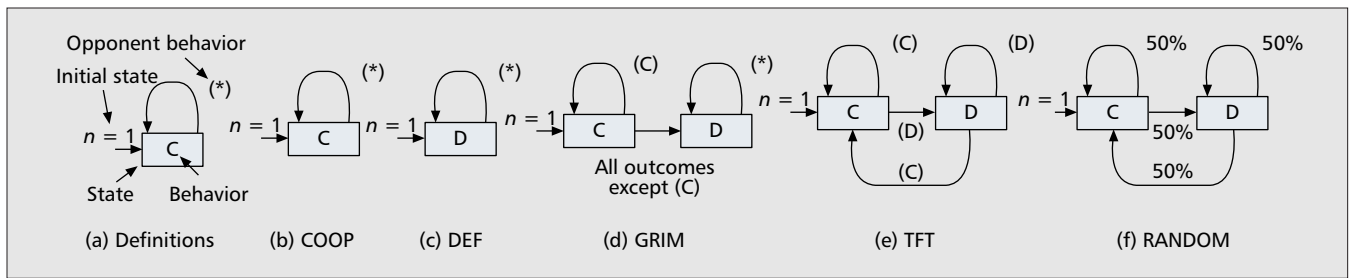 Opponent behavior
Initial state
(*)
n = 1
C
State
Behavior
(a) Definitions
(*)
n = 1
C
(b) COOP
(*)
n = 1
D
(c) DEF
(C)
(*)
n = 1
C
D
All outcomes
except (C)
(d) GRIM
(C)
(D)
n = 1
C
D
(D)
(C)
(e) TFT
50%
50%
n = 1
C
D
50%
50%
(f) RANDOM